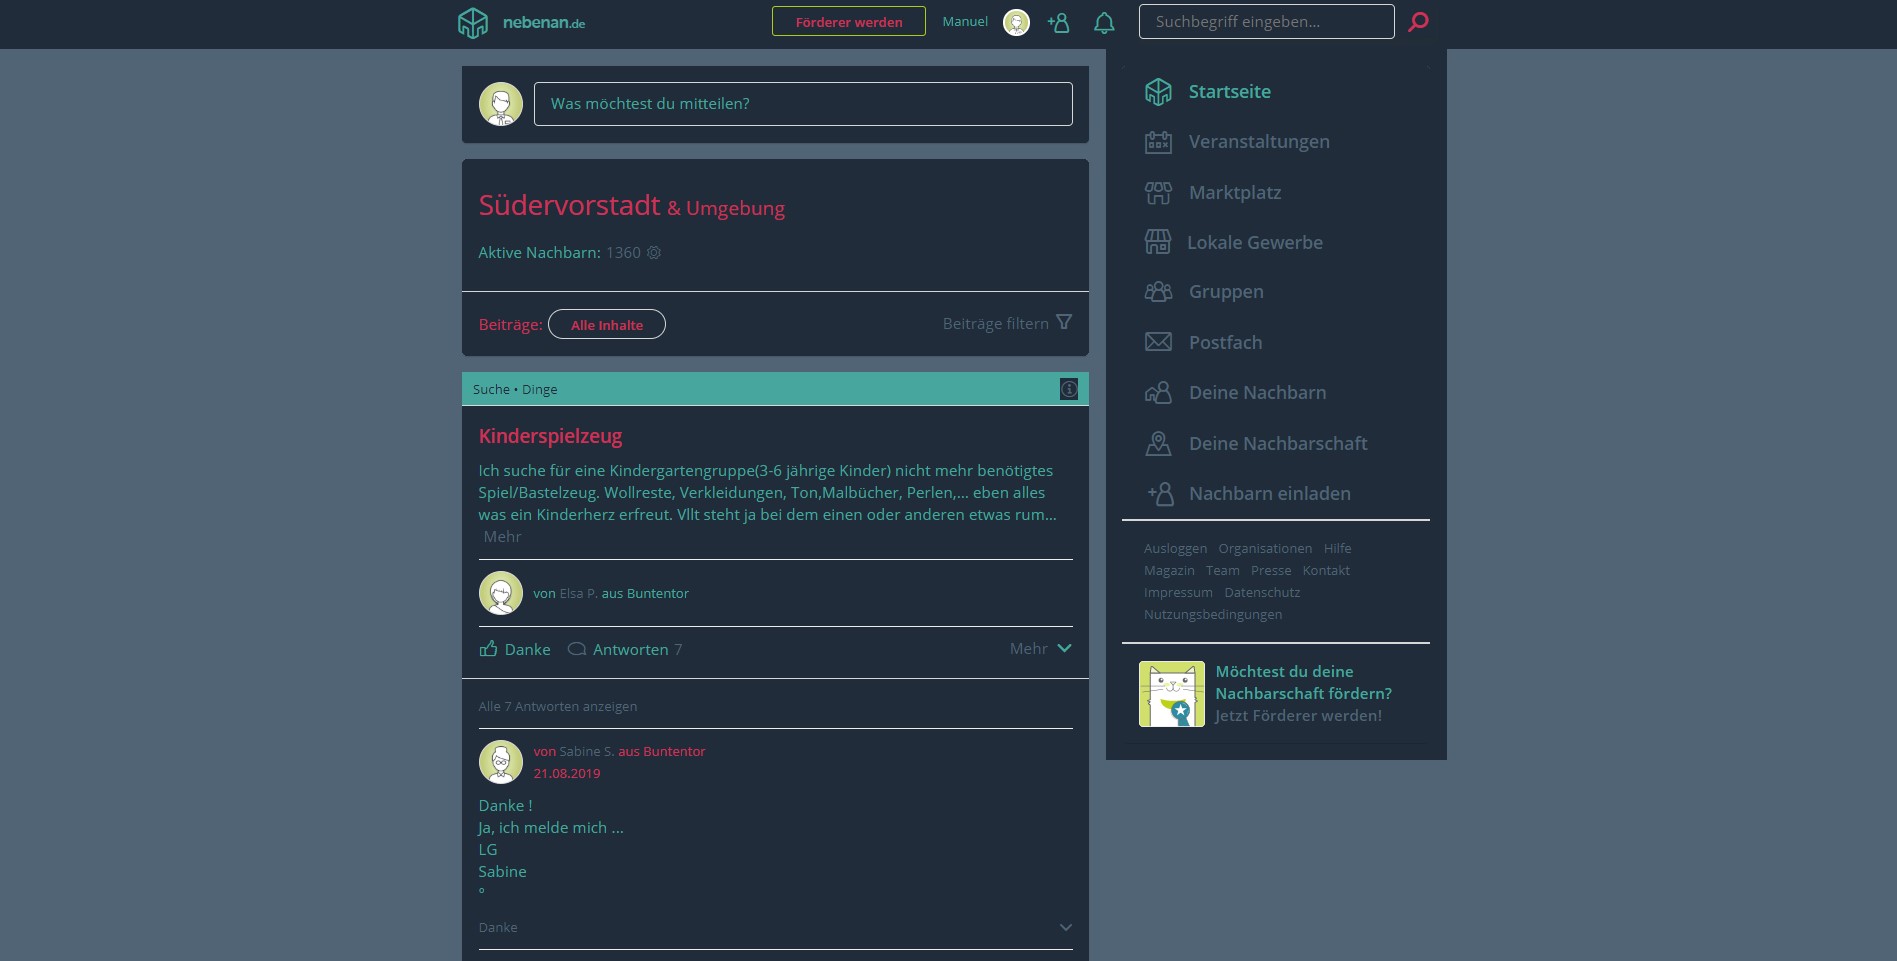 nebenan.de
Förderer werden
Manuel
Suchbegriff eingeben...
Was möchtest du mitteilen?
Südervorstadt & Umgebung
Aktive Nachbarn: 1360
Beiträge: Alle Inhalte
Beiträge filtern
Suche • Dinge
Kinderspielzeug
Ich suche für eine Kindergartengruppe(3-6 jährige Kinder) nicht mehr benötigtes
Spiel/Bastelzeug. Wollreste, Verkleidungen, Ton,Malbücher, Perlen,... eben alles
was ein Kinderherz erfreut. Vllt steht ja bei dem einen oder anderen etwas rum...
Mehr
von Elsa P. aus Buntentor
Danke
Antworten 7
Mehr
Alle 7 Antworten anzeigen
von Sabine S. aus Buntentor
21.08.2019
Danke !
Ja, ich melde mich ...
LG
Sabine
°
Danke
Startseite
Veranstaltungen
Marktplatz
Lokale Gewerbe
Gruppen
Postfach
Deine Nachbarn
Deine Nachbarschaft
Nachbarn einladen
Ausloggen Organisationen Hilfe
Magazin Team Presse Kontakt
Impressum Datenschutz
Nutzungsbedingungen
Möchtest du deine
Nachbarschaft fördern?
Jetzt Förderer werden!